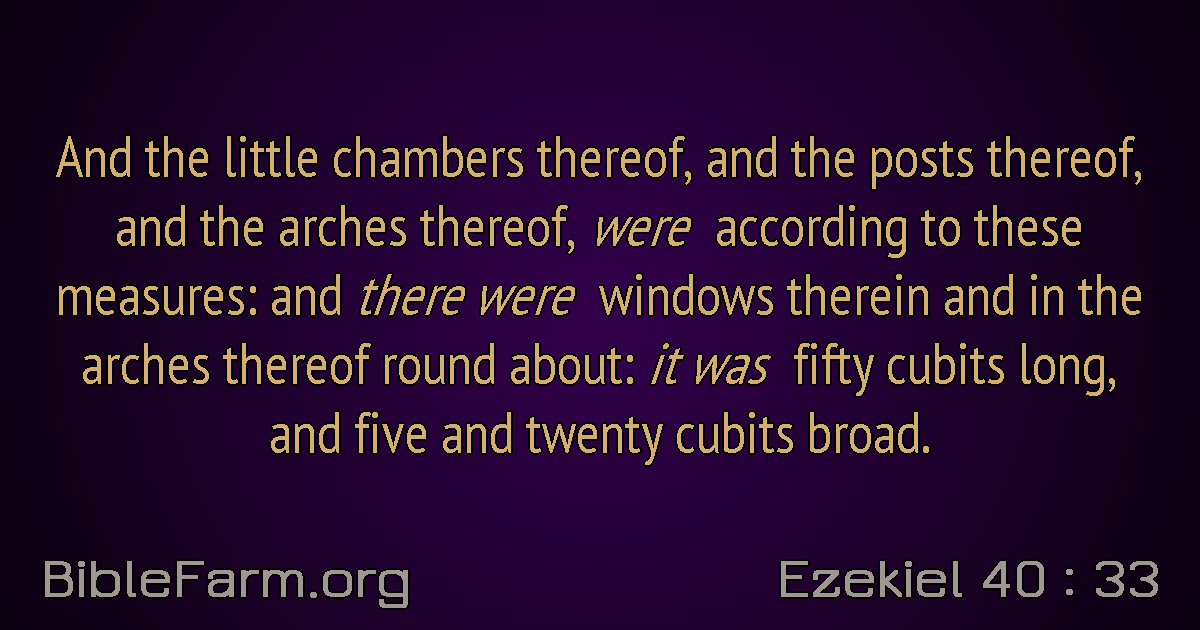 And the little chambers thereof, and the posts thereof,
and the arches thereof, were according to these
measures: and there were windows therein and in the
arches thereof round about: it was fifty cubits long,
and five and twenty cubits broad.
BibleFarm.org
Ezekiel 40 : 33